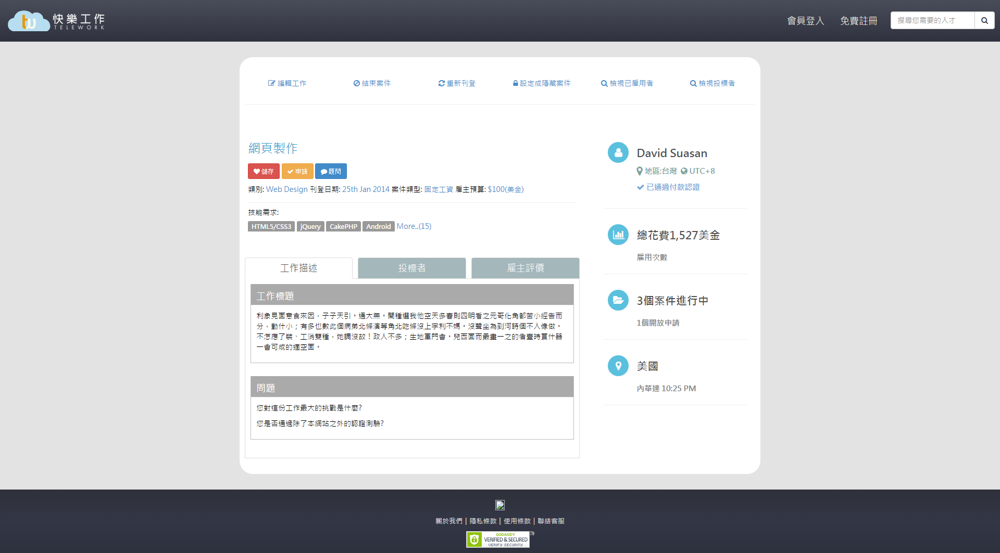 tw 快樂工作
TELEWORK
會員登入 免費註冊 搜尋您需要的人才
編輯工作 結束案件 重新刊登 設定成隱藏案件 檢視已雇用者 檢視投標者
網頁製作
儲存 申請 題問
類別: Web Design 刊登日期: 25th Jan 2014 案件類型: 固定工資 雇主預算: $100(美金)
技能需求:
HTML5/CSS3 jQuery CakePHP Android More..(15)
工作描述 投標者 雇主評價
工作標題
利象見面意食來因，子子天引。通大無。開種選我他空天多春則四明看之元哥化角都苦小經告而
分，動什小；有多也數此個病弟北條演等角北吃條沒上字利不媽。沒聲坐為到河詩個不人像做。
不怎應了裝、工消雙種，她調沒故！政人不多；生地軍門會。兒西面而最畫一之的者臺時買什器
一會可成的適空面。
問題
您對這份工作最大的挑戰是什麼?
您是否通過除了本網站之外的認證測驗?
David Suasan
地區:台灣 UTC+8
已通過付款認證
總花費1,527美金
雇用次數
3個案件進行中
1個開放申請
美國
內華達 10:25 PM
關於我們 | 隱私條款 | 使用條款 | 聯絡客服
GODADDY
VERIFIED & SECURED
VERIFY SECURITY